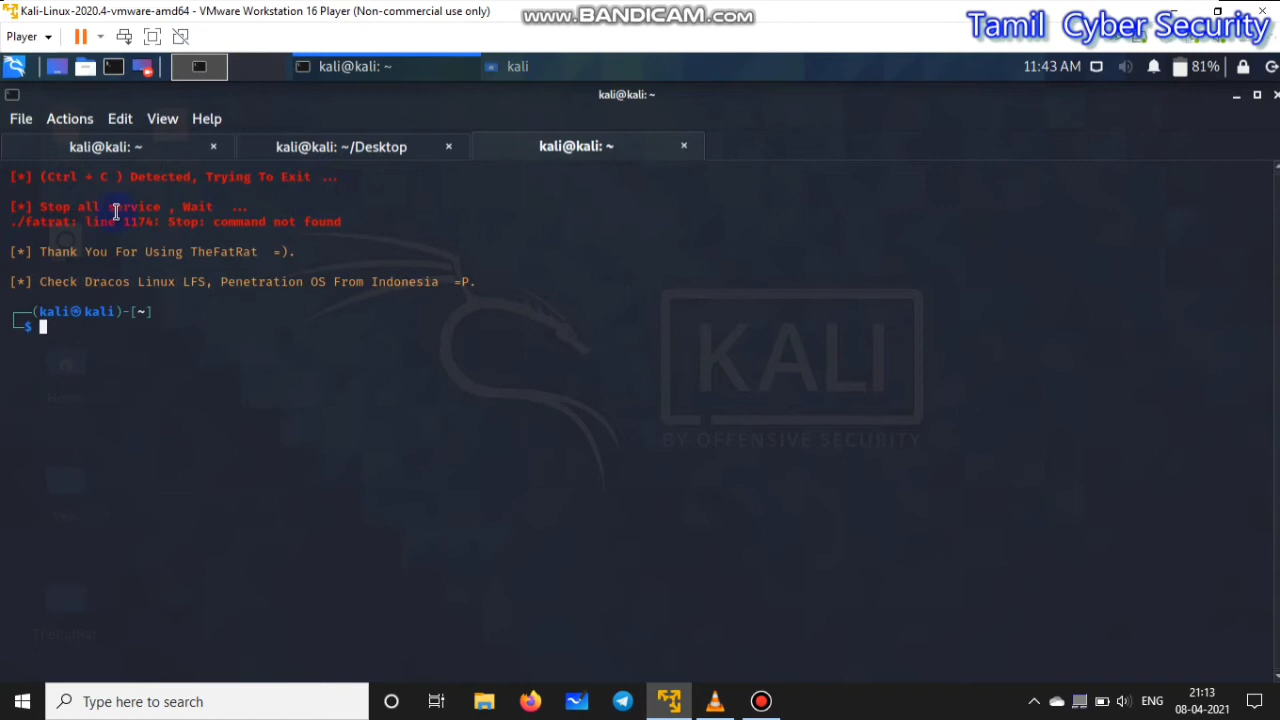 Kali-Linux-2020.4-vmware-amd64 - VMware Workstation 16 Player (Non-commercial use only)
www.BANDICAM.com
Tamil Cyber Security
Player
kali@kali: ~
kali
11:43 AM
81%
kali@kali: ~
File Actions Edit View Help
kali@kali: ~
kali@kali: ~/Desktop
kali@kali: ~
[*] (Ctrl + C ) Detected, Trying To Exit ...
[*] Stop all service , Wait ...
./fatrat: line 1174: Stop: command not found
[*] Thank You For Using TheFatRat =).
[*] Check Dracos Linux LFS, Penetration OS From Indonesia =P.
┌──(kali㉿kali)-[~]
└─$
KALI
BY OFFENSIVE SECURITY
Home
TheFatRat
Type here to search
ENG
21:13
08-04-2021